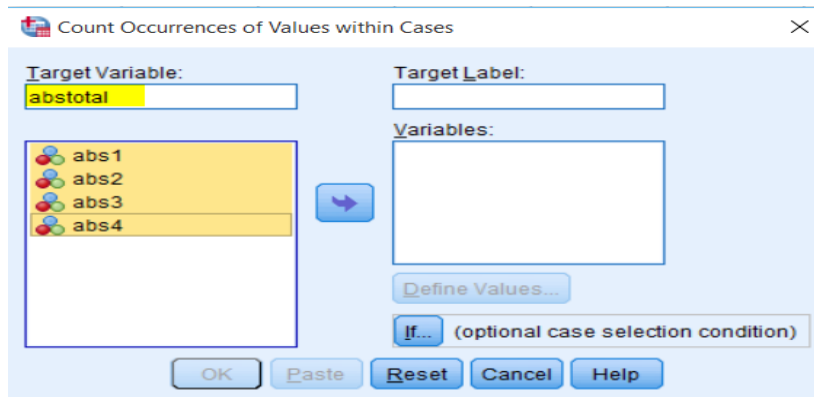 Count Occurrences of Values within Cases
Target Variable:
Target Label:
abstotal
Variables:
abs1
abs2
abs3
abs4
Define Values...
If... (optional case selection condition)
OK Paste Reset Cancel Help